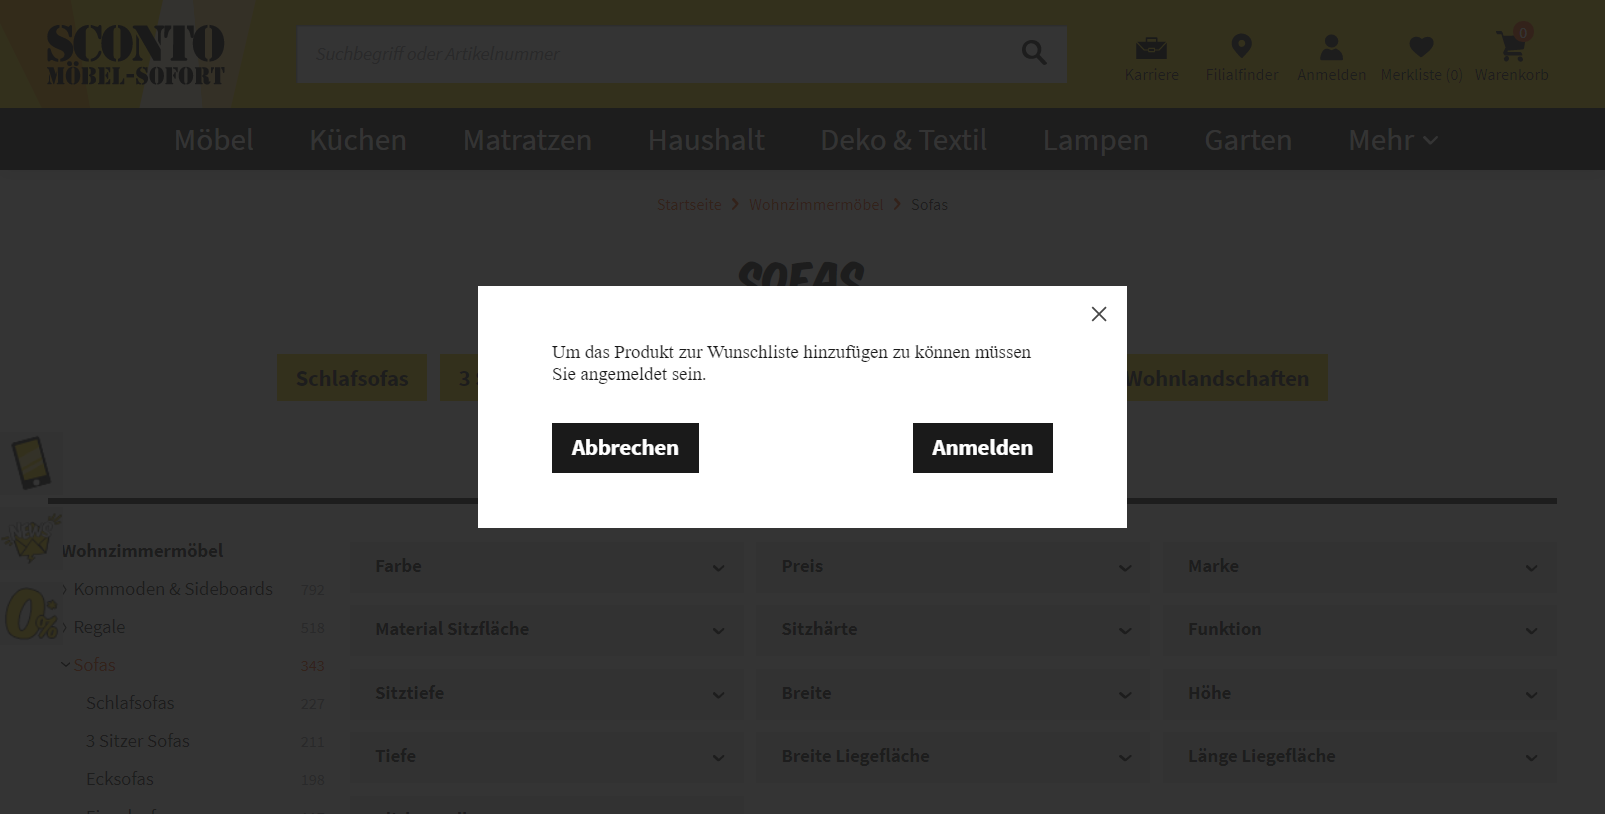 SCONTO
MÖBEL-SOFORT
Suchbegriff oder Artikelnummer
Karriere
Filialfinder
Anmelden
Merkliste (0)
0
Warenkorb
Möbel Küchen Matratzen Haushalt Deko & Textil Lampen Garten Mehr
Startseite Wohnzimmermöbel Sofas
SOFAS
Um das Produkt zur Wunschliste hinzufügen zu können müssen
Sie angemeldet sein.
Abbrechen Anmelden
Schlafsofas 3 Wohnlandschaften
NEWS
0%
Wohnzimmermöbel
Kommoden & Sideboards 792
Regale 518
Sofas 343
Schlafsofas 227
3 Sitzer Sofas 211
Ecksofas 198
Farbe Preis Marke
Material Sitzfläche Sitzhärte Funktion
Sitztiefe Breite Höhe
Tiefe Breite Liegefläche Länge Liegefläche